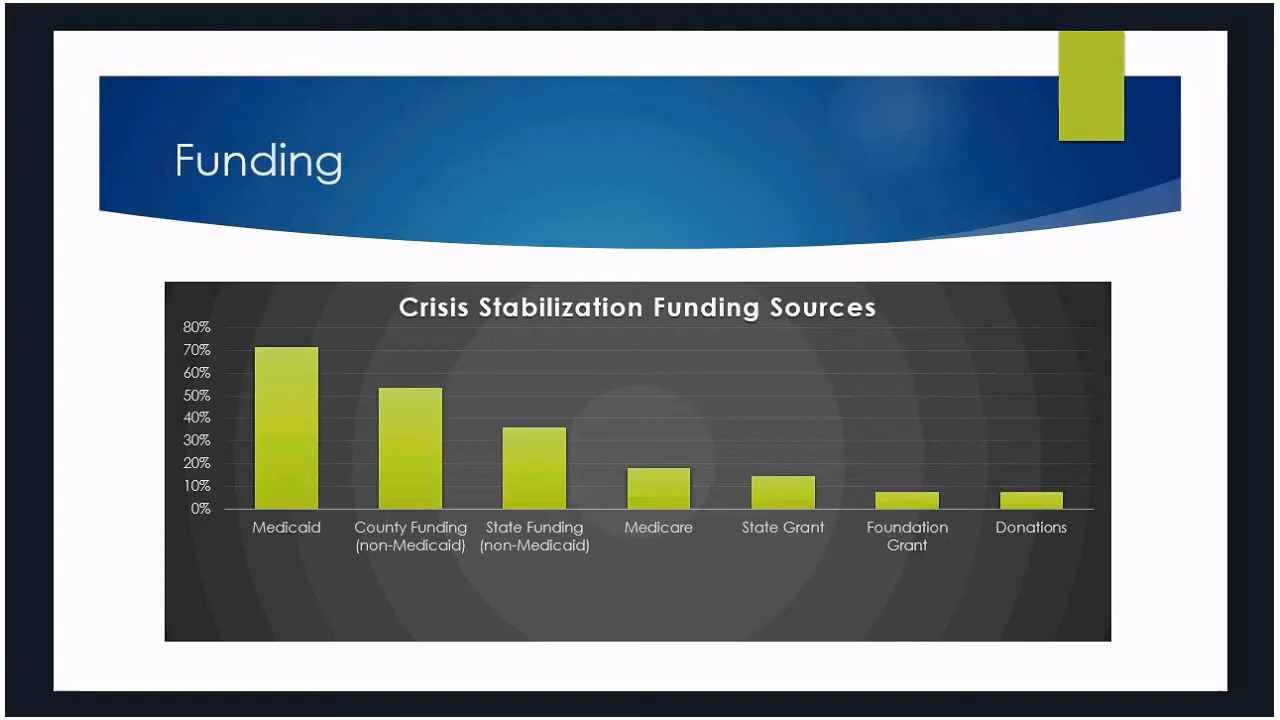 Funding
Crisis Stabilization Funding Sources
80%
70%
60%
50%
40%
30%
20%
10%
0%
Medicaid
County Funding
(non-Medicaid)
State Funding
(non-Medicaid)
Medicare
State Grant
Foundation
Grant
Donations